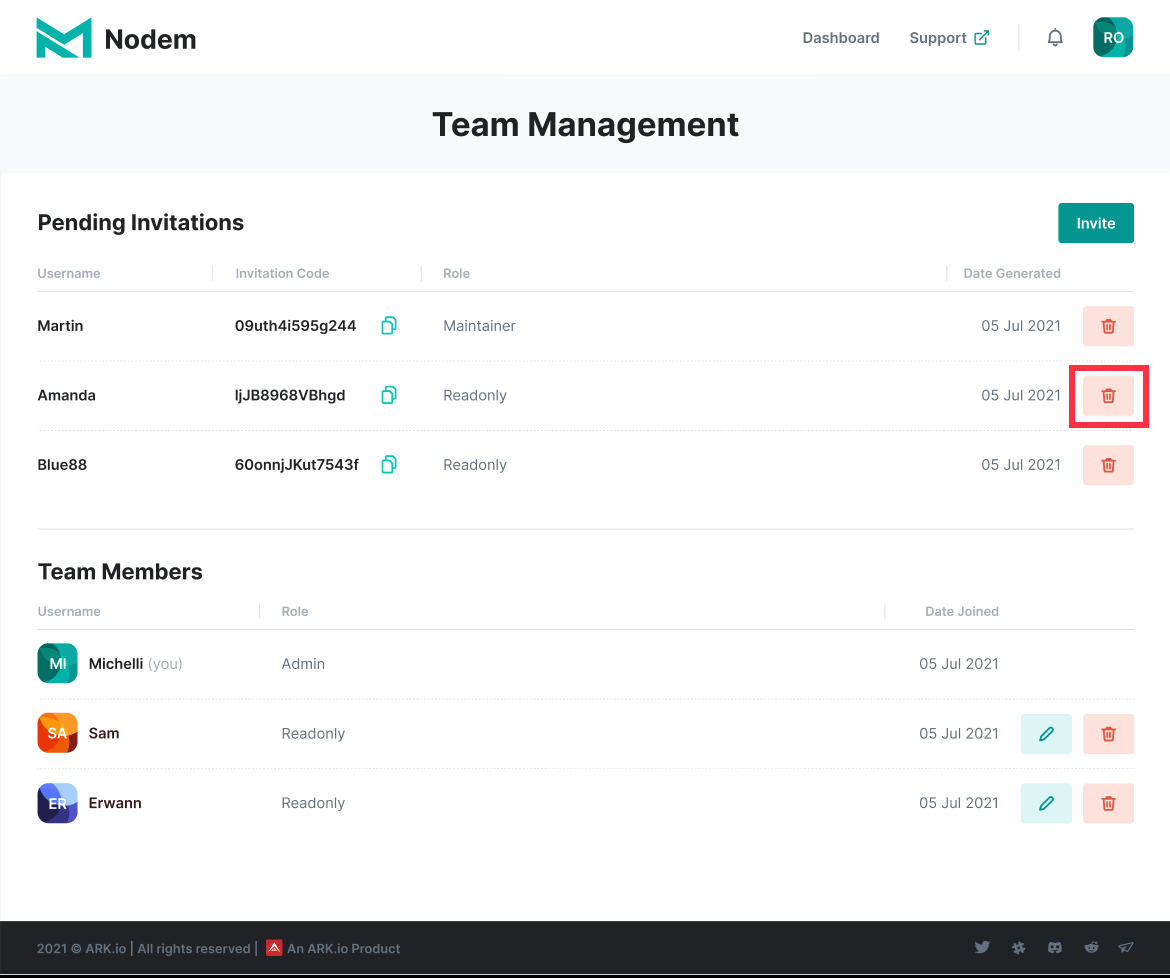 Nodem
Dashboard Support RO
Team Management
Pending Invitations Invite
Username Invitation Code Role Date Generated
Martin 09uth4i595g244 Maintainer 05 Jul 2021
Amanda IjJB8968VBhgd Readonly 05 Jul 2021
Blue88 60onnjJKut7543f Readonly 05 Jul 2021
Team Members
Username Role Date Joined
MI Michelli (you) Admin 05 Jul 2021
SA Sam Readonly 05 Jul 2021
ER Erwann Readonly 05 Jul 2021
2021 © ARK.io | All rights reserved | An ARK.io Product